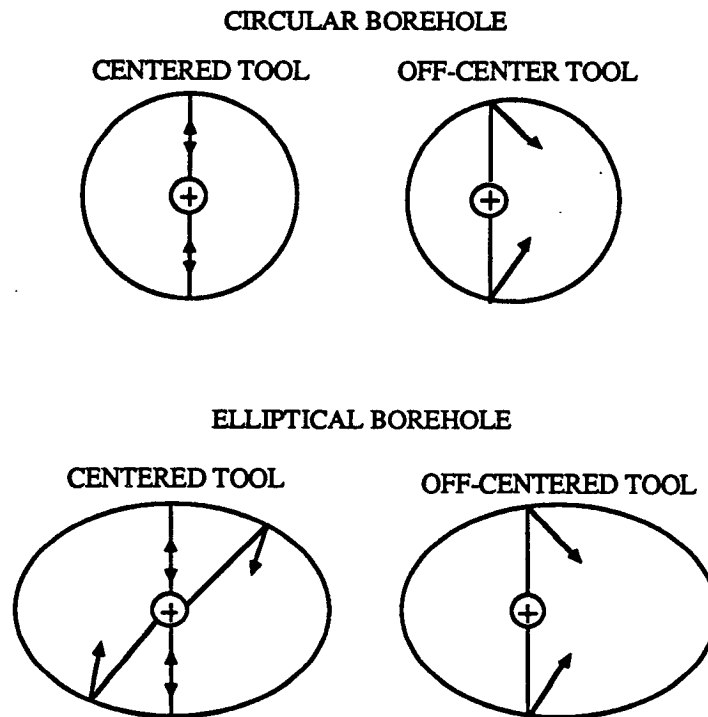 CIRCULAR BOREHOLE
CENTERED TOOL
OFF-CENTER TOOL
ELLIPTICAL BOREHOLE
CENTERED TOOL
OFF-CENTERED TOOL